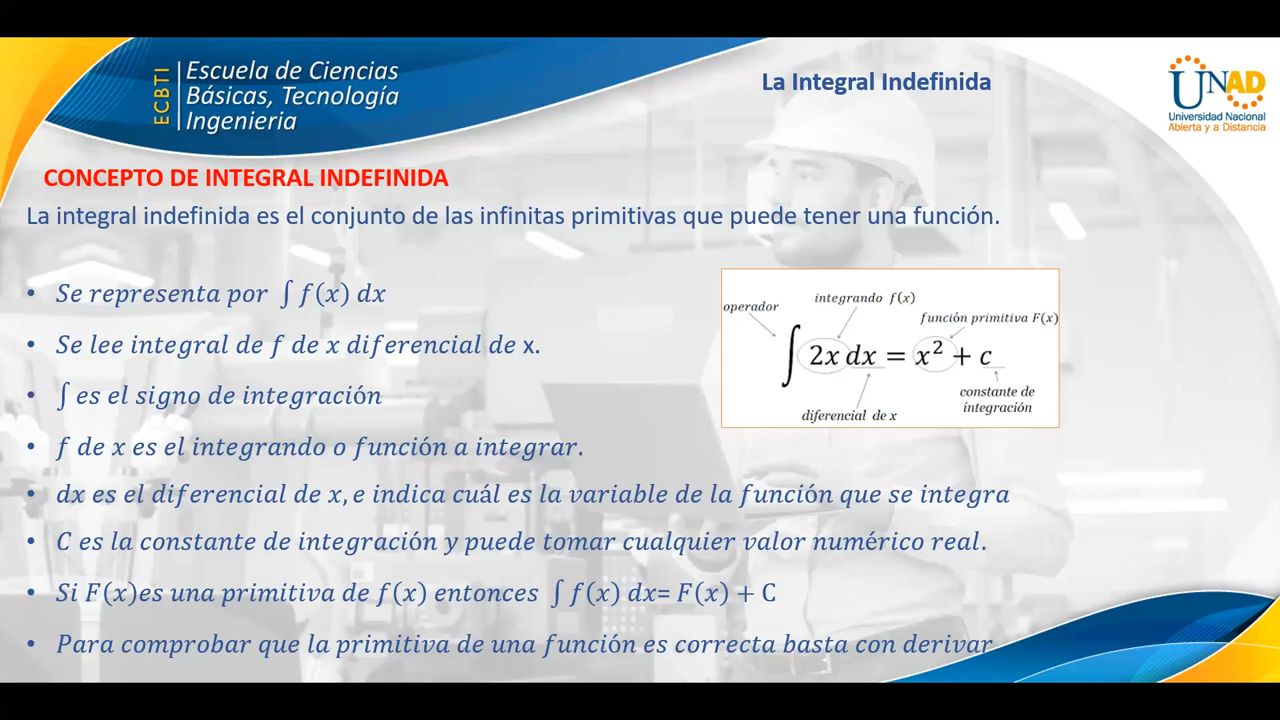 ECBTI
Escuela de Ciencias
Básicas, Tecnología
Ingenieria
La Integral Indefinida
UNAD
Universidad Nacional
Abierta y a Distancia
CONCEPTO DE INTEGRAL INDEFINIDA
La integral indefinida es el conjunto de las infinitas primitivas que puede tener una función.
• Se representa por ∫ f(x) dx
• Se lee integral de f de x diferencial de x.
• ∫ es el signo de integración
• f de x es el integrando o función a integrar.
• dx es el diferencial de x, e indica cuál es la variable de la función que se integra
• C es la constante de integración y puede tomar cualquier valor numérico real.
• Si F(x)es una primitiva de f(x) entonces ∫ f(x) dx= F(x) + C
• Para comprobar que la primitiva de una función es correcta basta con derivar
operador
integrando f(x)
función primitiva F(x)
∫ 2x dx = x² + c
diferencial de x
constante de
integración